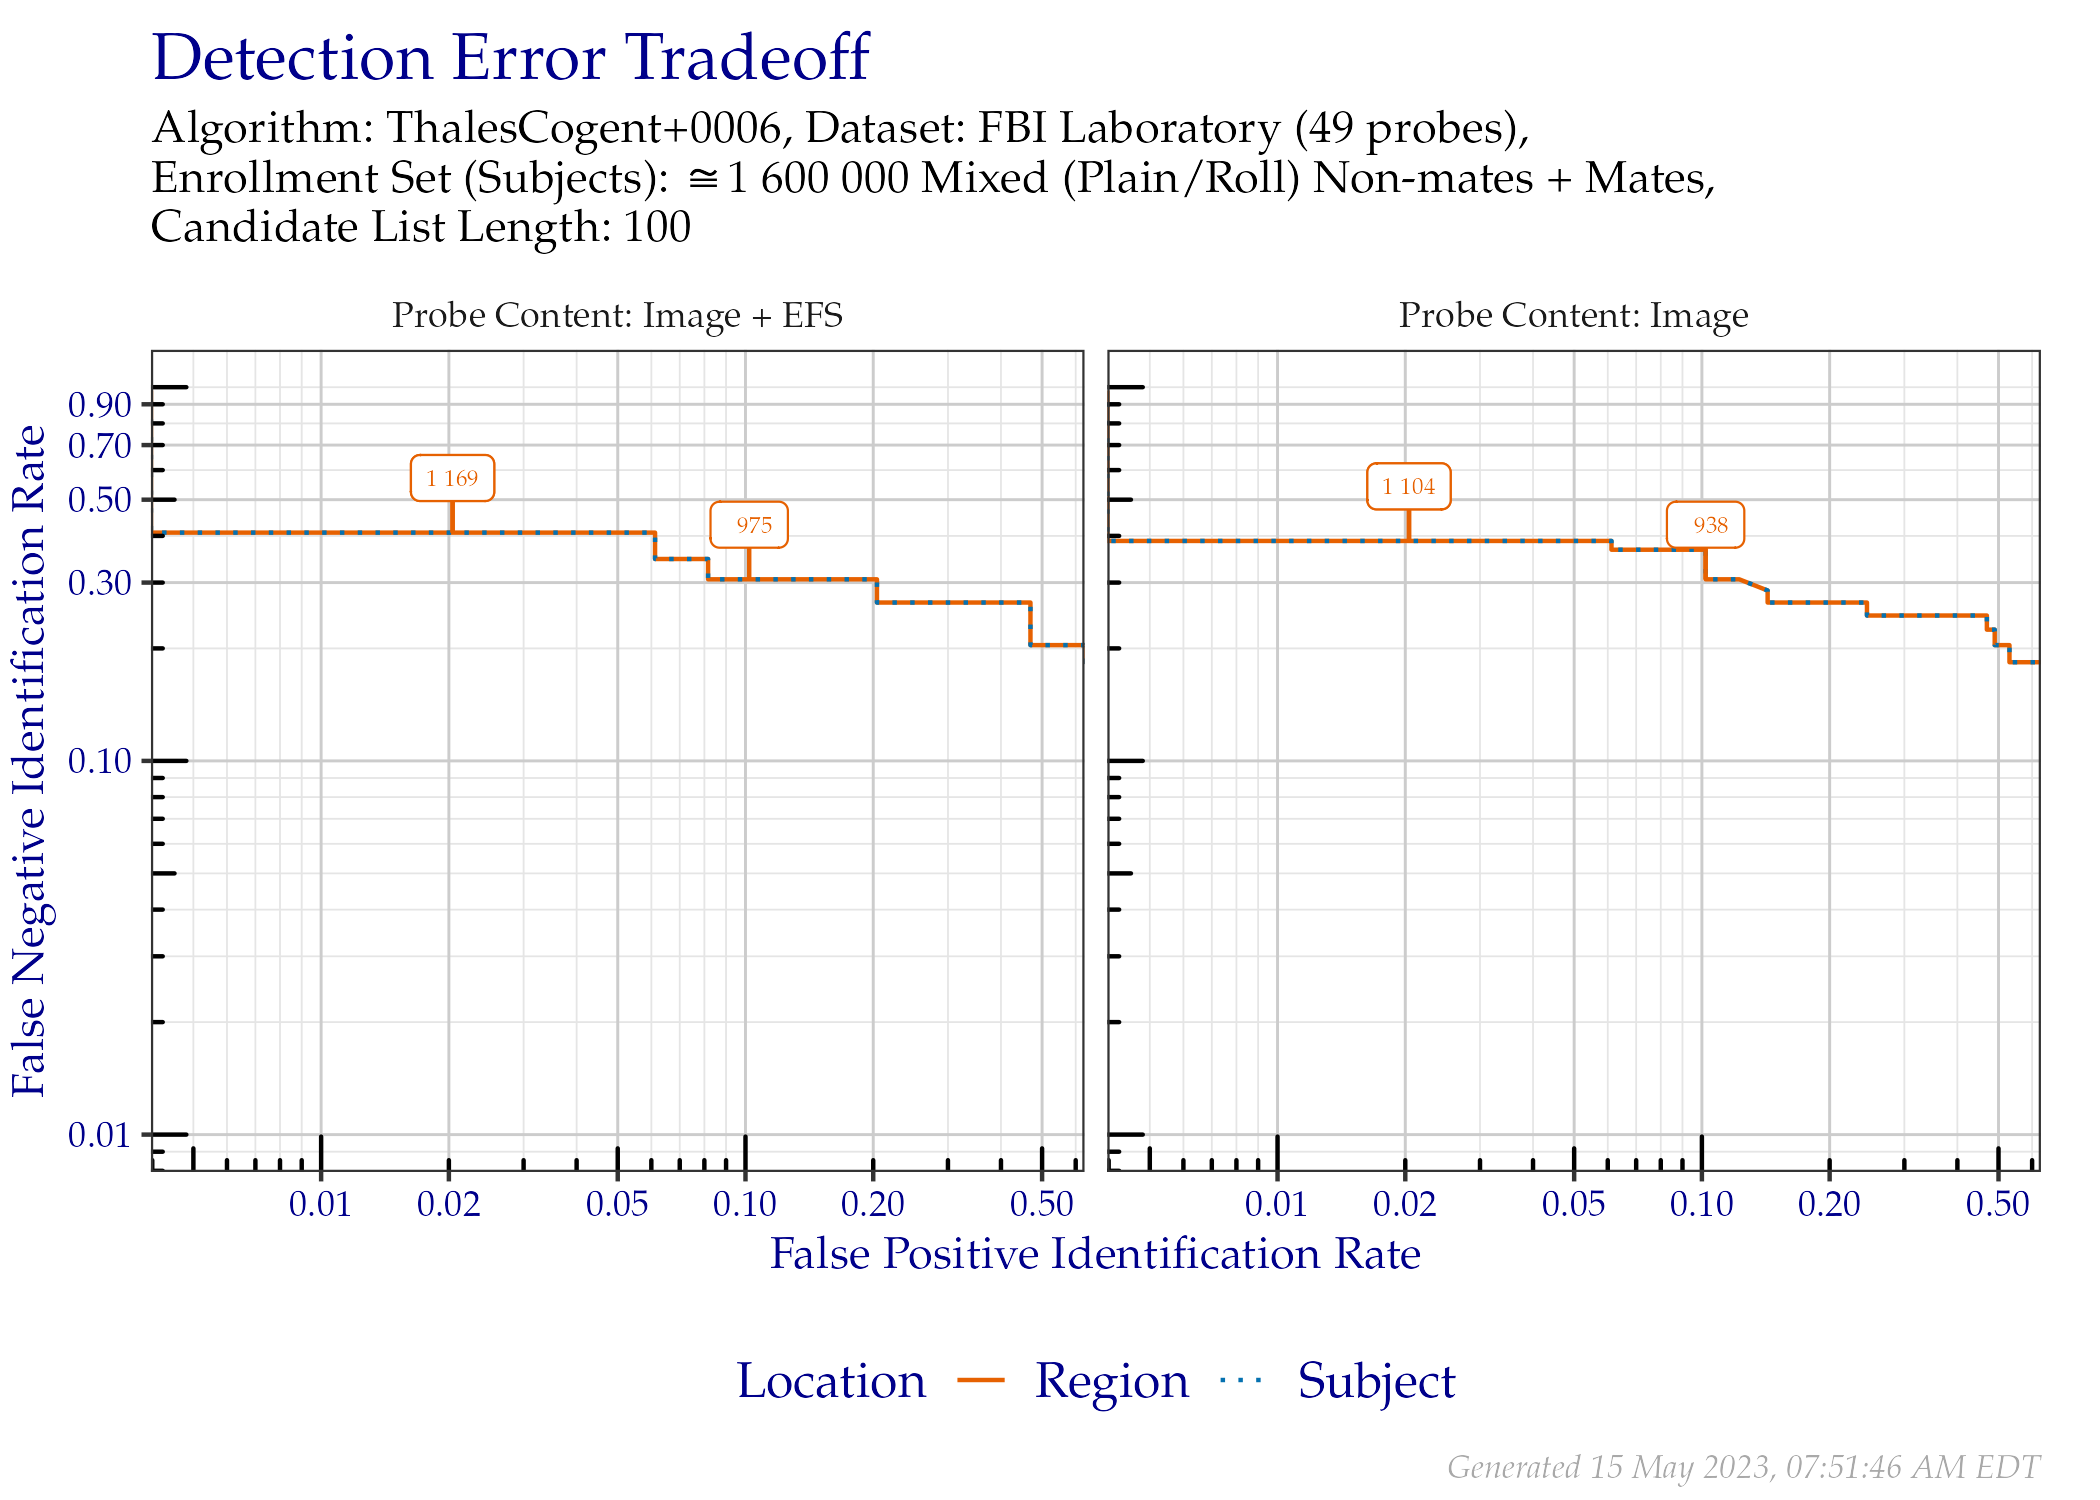 Detection Error Tradeoff
Algorithm: ThalesCogent+0006, Dataset: FBI Laboratory (49 probes),
Enrollment Set (Subjects): ≅1 600 000 Mixed (Plain/Roll) Non-mates + Mates,
Candidate List Length: 100
Probe Content: Image + EFS
Probe Content: Image
False Negative Identification Rate
0.90
0.70
0.50
0.30
0.10
0.01
1 169
975
1 104
938
0.01 0.02 0.05 0.10 0.20 0.50
0.01 0.02 0.05 0.10 0.20 0.50
False Positive Identification Rate
Location Region Subject
Generated 15 May 2023, 07:51:46 AM EDT